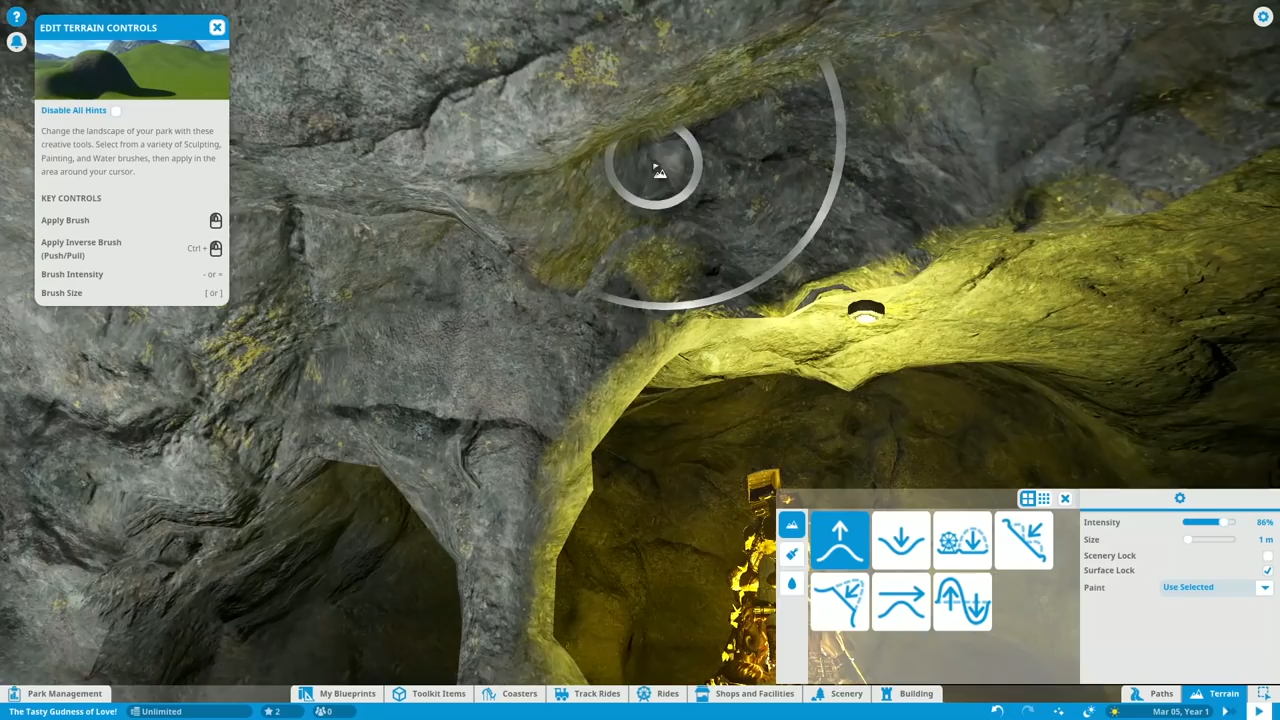 ?
EDIT TERRAIN CONTROLS
Disable All Hints
Change the landscape of your park with these
creative tools. Select from a variety of Sculpting,
Painting, and Water brushes, then apply in the
area around your cursor.
KEY CONTROLS
Apply Brush
Apply Inverse Brush
(Push/Pull)
Ctrl +
Brush Intensity - or =
Brush Size [ or ]
Intensity 86%
Size 1 m
Scenery Lock
Surface Lock
Paint Use Selected
Park Management
My Blueprints
Toolkit Items
Coasters
Track Rides
Rides
Shops and Facilities
Scenery
Building
Paths
Terrain
The Tasty Gudness of Love!
Unlimited
2
0
Mar 05, Year 1